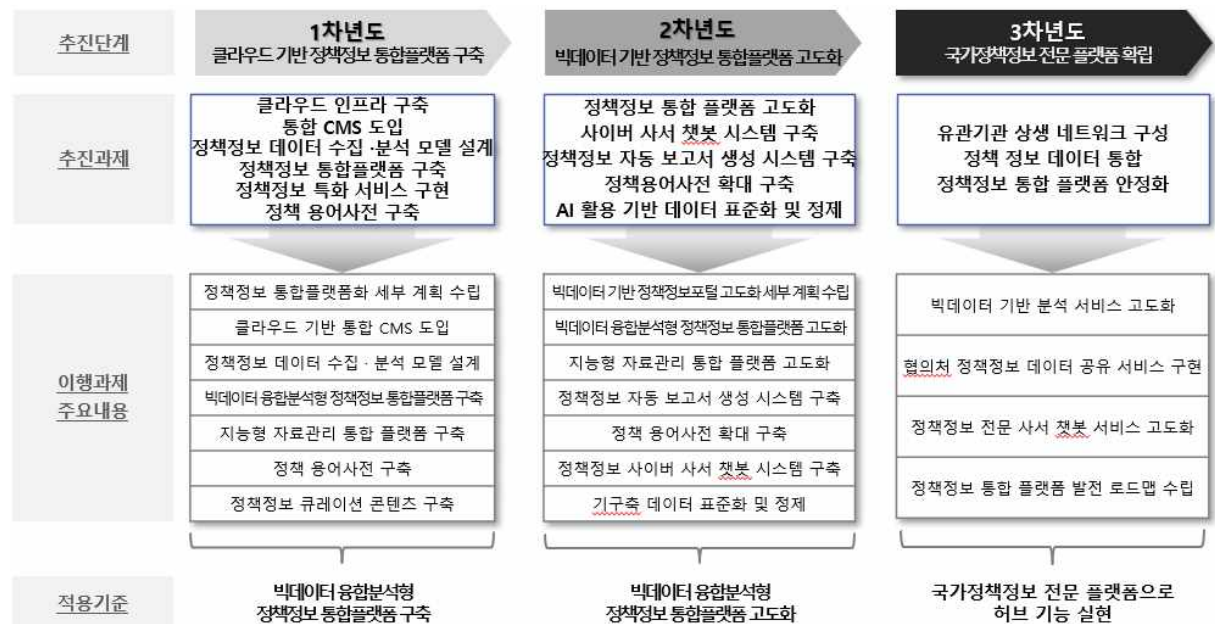 추진단계
1차년도
클라우드 기반 정책정보 통합플랫폼 구축
2차년도
빅데이터 기반 정책정보 통합플랫폼 고도화
3차년도
국가정책정보 전문 플랫폼 확립
추진과제
클라우드 인프라 구축
통합 CMS 도입
정책정보 데이터 수집·분석 모델 설계
정책정보 통합플랫폼 구축
정책정보 특화 서비스 구현
정책 용어사전 구축
정책정보 통합 플랫폼 고도화
사이버 사서 챗봇 시스템 구축
정책정보 자동 보고서 생성 시스템 구축
정책용어사전 확대 구축
AI 활용 기반 데이터 표준화 및 정제
유관기관 상생 네트워크 구성
정책 정보 데이터 통합
정책정보 통합 플랫폼 안정화
이행과제
주요내용
정책정보 통합플랫폼화 세부 계획 수립
클라우드 기반 통합 CMS 도입
정책정보 데이터 수집·분석 모델 설계
빅데이터 융합분석형 정책정보 통합플랫폼 구축
지능형 자료관리 통합 플랫폼 구축
정책 용어사전 구축
정책정보 큐레이션 콘텐츠 구축
빅데이터 기반 정책정보포털 고도화 세부 계획 수립
빅데이터 융합분석형 정책정보 통합플랫폼 고도화
지능형 자료관리 통합 플랫폼 고도화
정책정보 자동 보고서 생성 시스템 구축
정책 용어사전 확대 구축
정책정보 사이버 사서 챗봇 시스템 구축
기구축 데이터 표준화 및 정제
빅데이터 기반 분석 서비스 고도화
협의처 정책정보 데이터 공유 서비스 구현
정책정보 전문 사서 챗봇 서비스 고도화
정책정보 통합 플랫폼 발전 로드맵 수립
적용기준
빅데이터 융합분석형
정책정보 통합플랫폼 구축
빅데이터 융합분석형
정책정보 통합플랫폼 고도화
국가정책정보 전문 플랫폼으로
허브 기능 실현